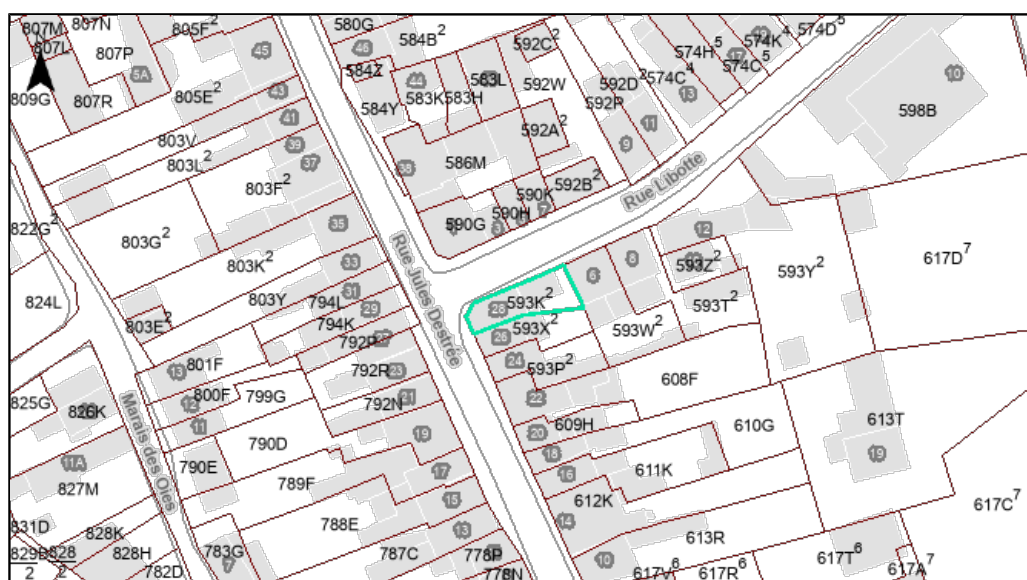 807M
807N
805F²
45
580G
46
584B²
592C²
574H⁵
574K⁴
574D⁵
807L
807P
5A
584Z
44
583L
592W
592D²
574C⁴
17
574C⁵
10
809G
807R
805E²
43
583K
583H
584Y
592P
13
598B
803V
41
592A²
11
803L²
39
37
38
586M
9
803F²
590K
592B²
Rue Libotte
822G²
803G²
35
590G
590H
3
7
12
803K²
33
Rue Jules Destrée
6
8
593Z²
593Y²
617D⁷
824L
803Y
794L
31
29
28
593K²
593T²
803E²
794K
792P
26
593X²
593W²
801F
13
792R
23
24
593P²
608F
825G
826K
800F
12
799G
792N
21
22
609H
610G
613T
Marais des Oies
11
790D
19
20
18
11A
790E
17
16
611K
19
827M
789F
15
612K
617C⁷
831D
828K
788E
13
14
613R
829B
828
828H
783G
787C
778P
10
617T⁶
2
2
782D
7
778N
617V⁶
617R⁶
617A⁷